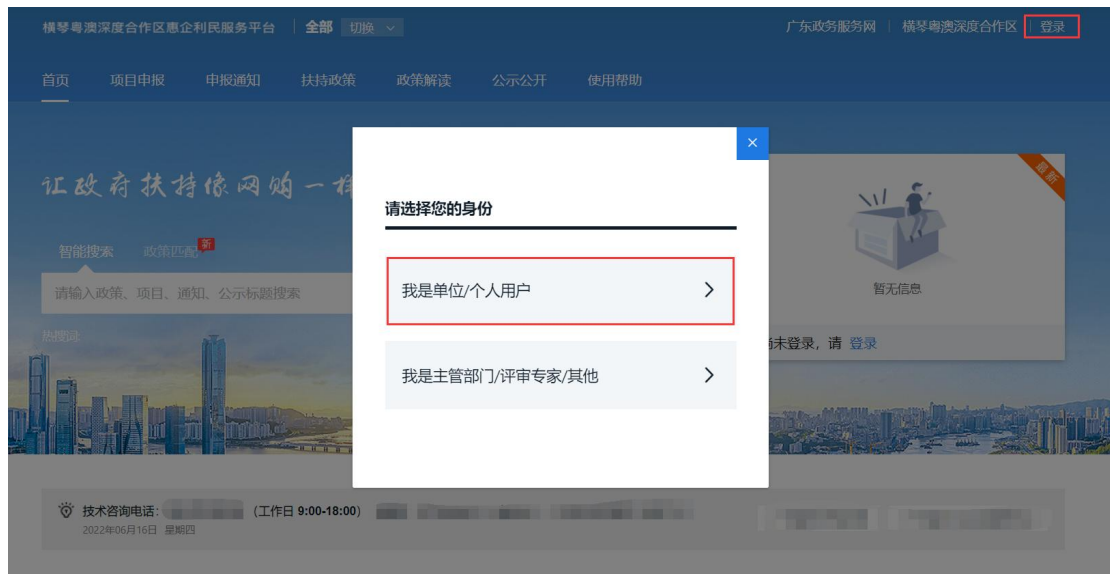 横琴粤澳深度合作区惠企利民服务平台 全部 切换 广东政务服务网 横琴粤澳深度合作区 登录
首页 项目申报 申报通知 扶持政策 政策解读 公示公开 使用帮助
最新
让政府扶持像网购一样
请选择您的身份
智能搜索 政策匹配 新
请输入政策、项目、通知、公示标题搜索
我是单位/个人用户
暂无信息
热搜词
尚未登录，请 登录
我是主管部门/评审专家/其他
技术咨询电话： （工作日 9:00-18:00）
2022年06月16日 星期四